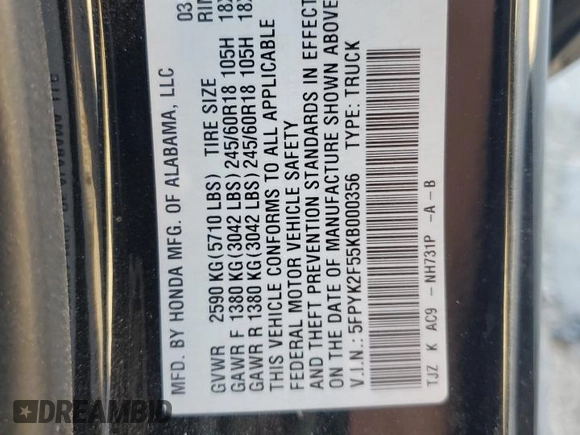 MFD. BY HONDA MFG. OF ALABAMA, LLC 03
GVWR 2590 KG(5710 LBS) TIRE SIZE
GAWR F 1380 KG(3042 LBS) 245/60R18 105H
GAWR R 1380 KG(3042 LBS) 245/60R18 105H
THIS VEHICLE CONFORMS TO ALL APPLICABLE
FEDERAL MOTOR VEHICLE SAFETY
AND THEFT PREVENTION STANDARDS IN EFFECT
ON THE DATE OF MANUFACTURE SHOWN ABOVE
V.I.N.: 5FPYK2F55KB000356 TYPE: TRUCK
TJZ K AC9 - NH731P -A - B
DREAMBID